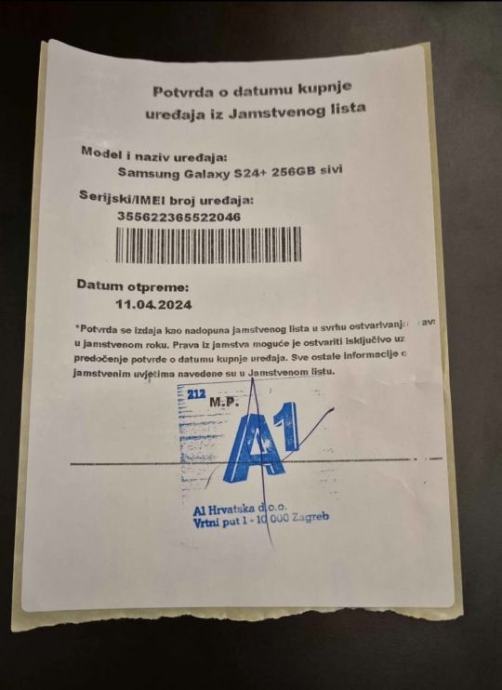 Potvrda o datumu kupnje
uređaja iz Jamstvenog lista
Model i naziv uređaja:
Samsung Galaxy S24+ 256GB sivi
Serijski/IMEI broj uređaja:
355622365522046
Datum otpreme:
11.04.2024
*Potvrda se izdaja kao nadopuna jamstvenog lista u svrhu
u jamstvenom roku. Prava iz jamstva moguće je ostvariti isključivo uz
predočenje potvrde o datumu kupnje uređaja. Sve ostale informacije o
jamstvenim uvjetima navedene su u Jamstvenom listu.
212
M.P.
A1
A1 Hrvatska d.o.o.
Vrtni put 1 - 10 000 Zagreb